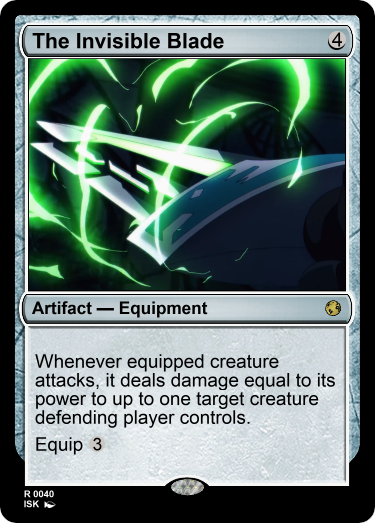 The Invisible Blade 4
Artifact — Equipment
Whenever equipped creature
attacks, it deals damage equal to its
power to up to one target creature
defending player controls.
Equip 3
R 0040
ISK